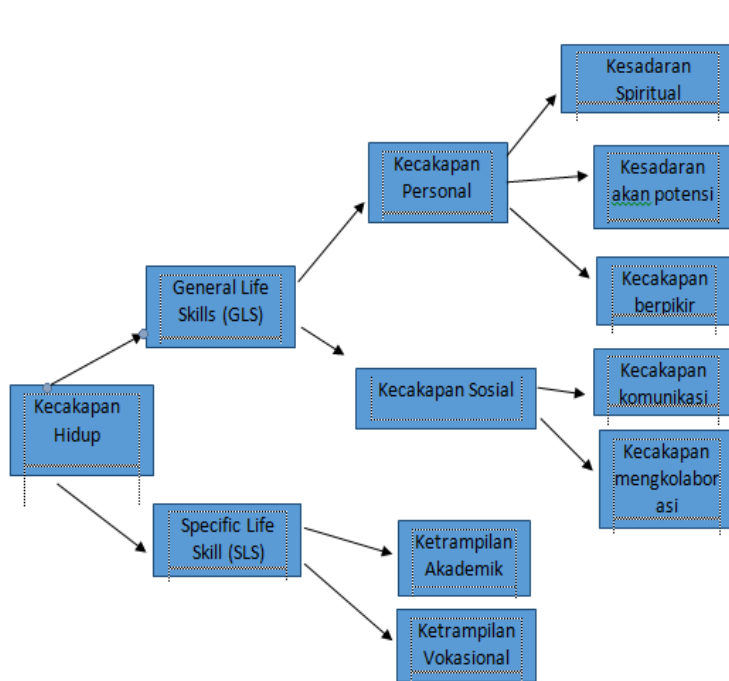 Kesadaran
Spiritual
Kecakapan
Personal
Kesadaran
akan potensi
General Life
Skills (GLS)
Kecakapan
berpikir
Kecakapan Sosial
Kecakapan
komunikasi
Kecakapan
Hidup
Kecakapan
mengkolabor
asi
Specific Life
Skill (SLS)
Ketrampilan
Akademik
Ketrampilan
Vokasional